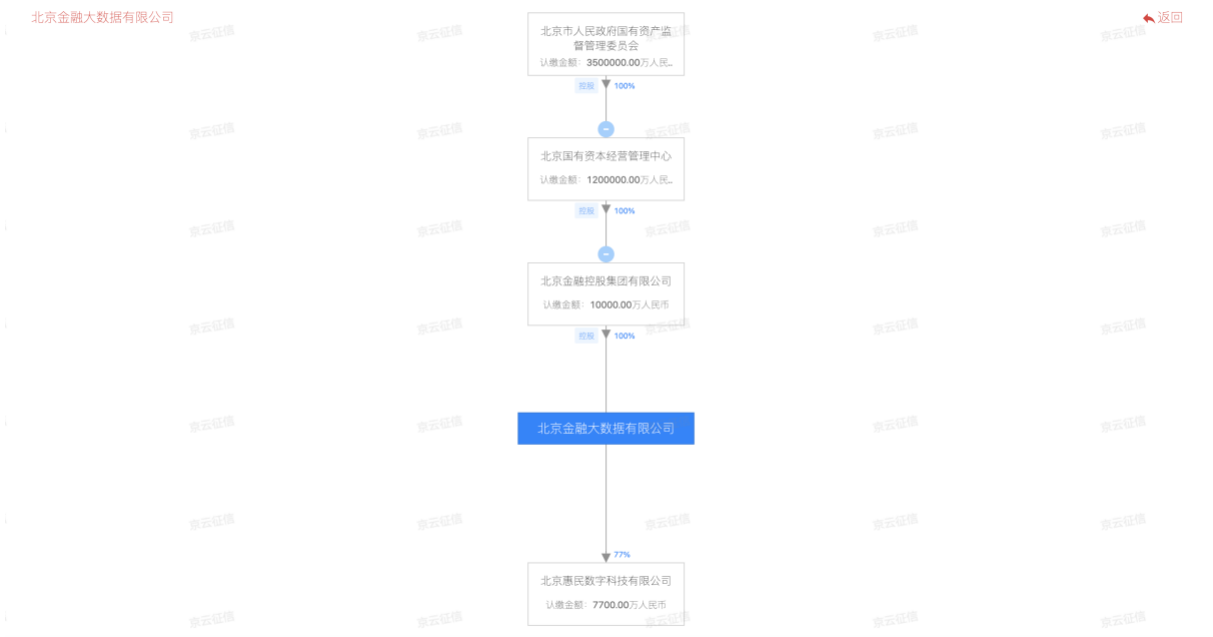 北京金融大数据有限公司
返回
北京市人民政府国有资产监
督管理委员会
认缴金额：3500000.00万人民...
控股 100%
北京国有资本经营管理中心
认缴金额：1200000.00万人民...
控股 100%
北京金融控股集团有限公司
认缴金额：10000.00万人民币
控股 100%
北京金融大数据有限公司
77%
北京惠民数字科技有限公司
认缴金额：7700.00万人民币
京云征信